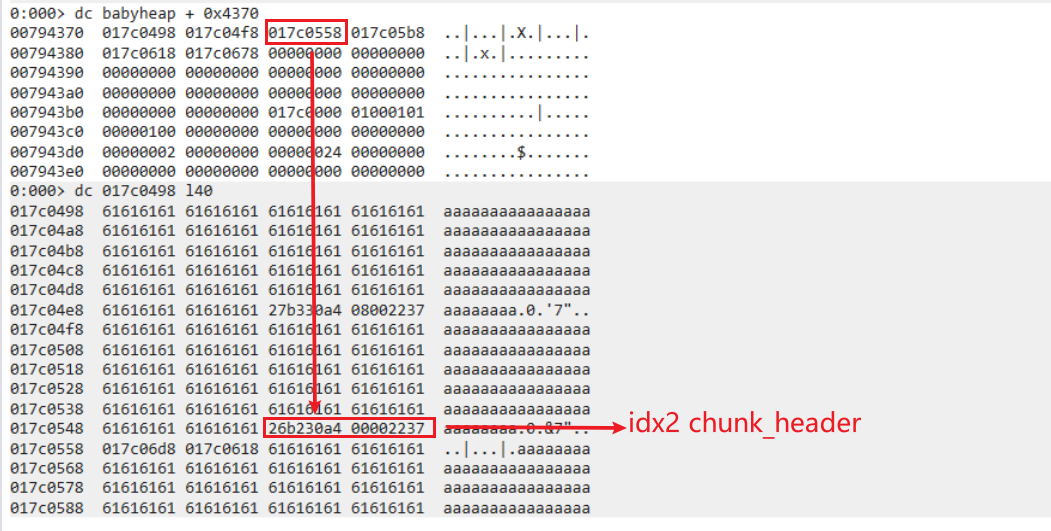 0:000> dc babyheap + 0x4370
00794370  017c0498 017c04f8 017c0558 017c05b8  ..|...|.X.|...|.
00794380  017c0618 017c0678 00000000 00000000  ..|.x.|.........
00794390  00000000 00000000 00000000 00000000  ................
007943a0  00000000 00000000 00000000 00000000  ................
007943b0  00000000 00000000 017c0000 01000101  ..........|.....
007943c0  00000100 00000000 00000000 00000000  ................
007943d0  00000002 00000000 00000024 00000000  ........$.......
007943e0  00000000 00000000 00000000 00000000  ................
0:000> dc 017c0498 l40
017c0498  61616161 61616161 61616161 61616161  aaaaaaaaaaaaaaaa
017c04a8  61616161 61616161 61616161 61616161  aaaaaaaaaaaaaaaa
017c04b8  61616161 61616161 61616161 61616161  aaaaaaaaaaaaaaaa
017c04c8  61616161 61616161 61616161 61616161  aaaaaaaaaaaaaaaa
017c04d8  61616161 61616161 61616161 61616161  aaaaaaaaaaaaaaaa
017c04e8  61616161 61616161 27b330a4 08002237  aaaaaaaa.0.'7"..
017c04f8  61616161 61616161 61616161 61616161  aaaaaaaaaaaaaaaa
017c0508  61616161 61616161 61616161 61616161  aaaaaaaaaaaaaaaa
017c0518  61616161 61616161 61616161 61616161  aaaaaaaaaaaaaaaa
017c0528  61616161 61616161 61616161 61616161  aaaaaaaaaaaaaaaa
017c0538  61616161 61616161 61616161 61616161  aaaaaaaaaaaaaaaa
017c0548  61616161 61616161 26b230a4 00002237  aaaaaaaa.0.&7"..
idx2 chunk_header
017c0558  017c06d8 017c0618 61616161 61616161  ..|...|.aaaaaaaa
017c0568  61616161 61616161 61616161 61616161  aaaaaaaaaaaaaaaa
017c0578  61616161 61616161 61616161 61616161  aaaaaaaaaaaaaaaa
017c0588  61616161 61616161 61616161 61616161  aaaaaaaaaaaaaaaa